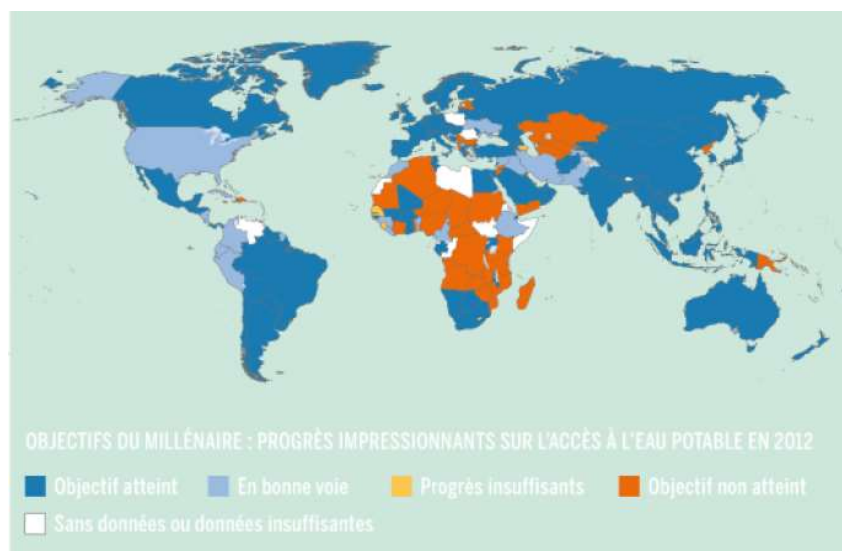 OBJECTIFS DU MILLÉNAIRE : PROGRÈS IMPRESSIONNANTS SUR L'ACCÈS À L'EAU POTABLE EN 2012
Objectif atteint En bonne voie Progrès insuffisants Objectif non atteint
Sans données ou données insuffisantes